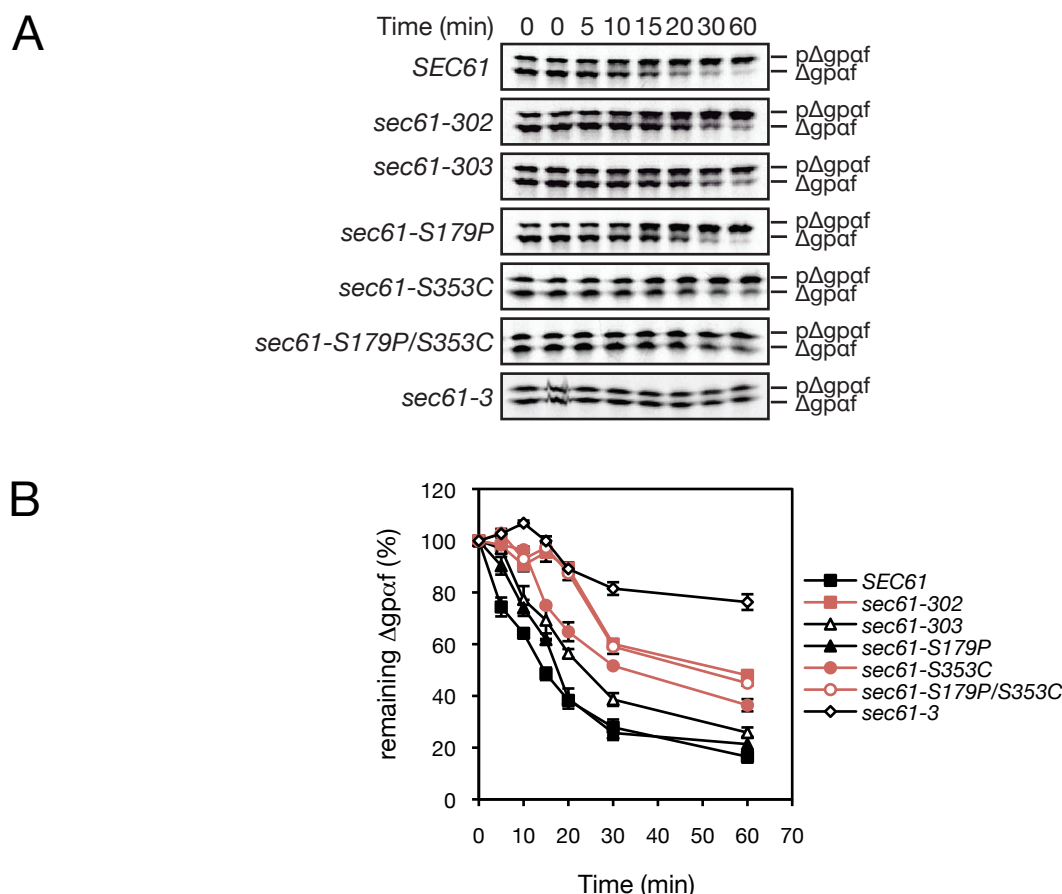 A
Time (min) 0 0 5 10 15 20 30 60
SEC61
pΔgpαf
Δgpαf
sec61-302
pΔgpαf
Δgpαf
sec61-303
pΔgpαf
Δgpαf
sec61-S179P
pΔgpαf
Δgpαf
sec61-S353C
pΔgpαf
Δgpαf
sec61-S179P/S353C
pΔgpαf
Δgpαf
sec61-3
pΔgpαf
Δgpαf
B
remaining Δgpαf (%)
120
100
80
60
40
20
0
0 10 20 30 40 50 60 70
Time (min)
SEC61
sec61-302
sec61-303
sec61-S179P
sec61-S353C
sec61-S179P/S353C
sec61-3